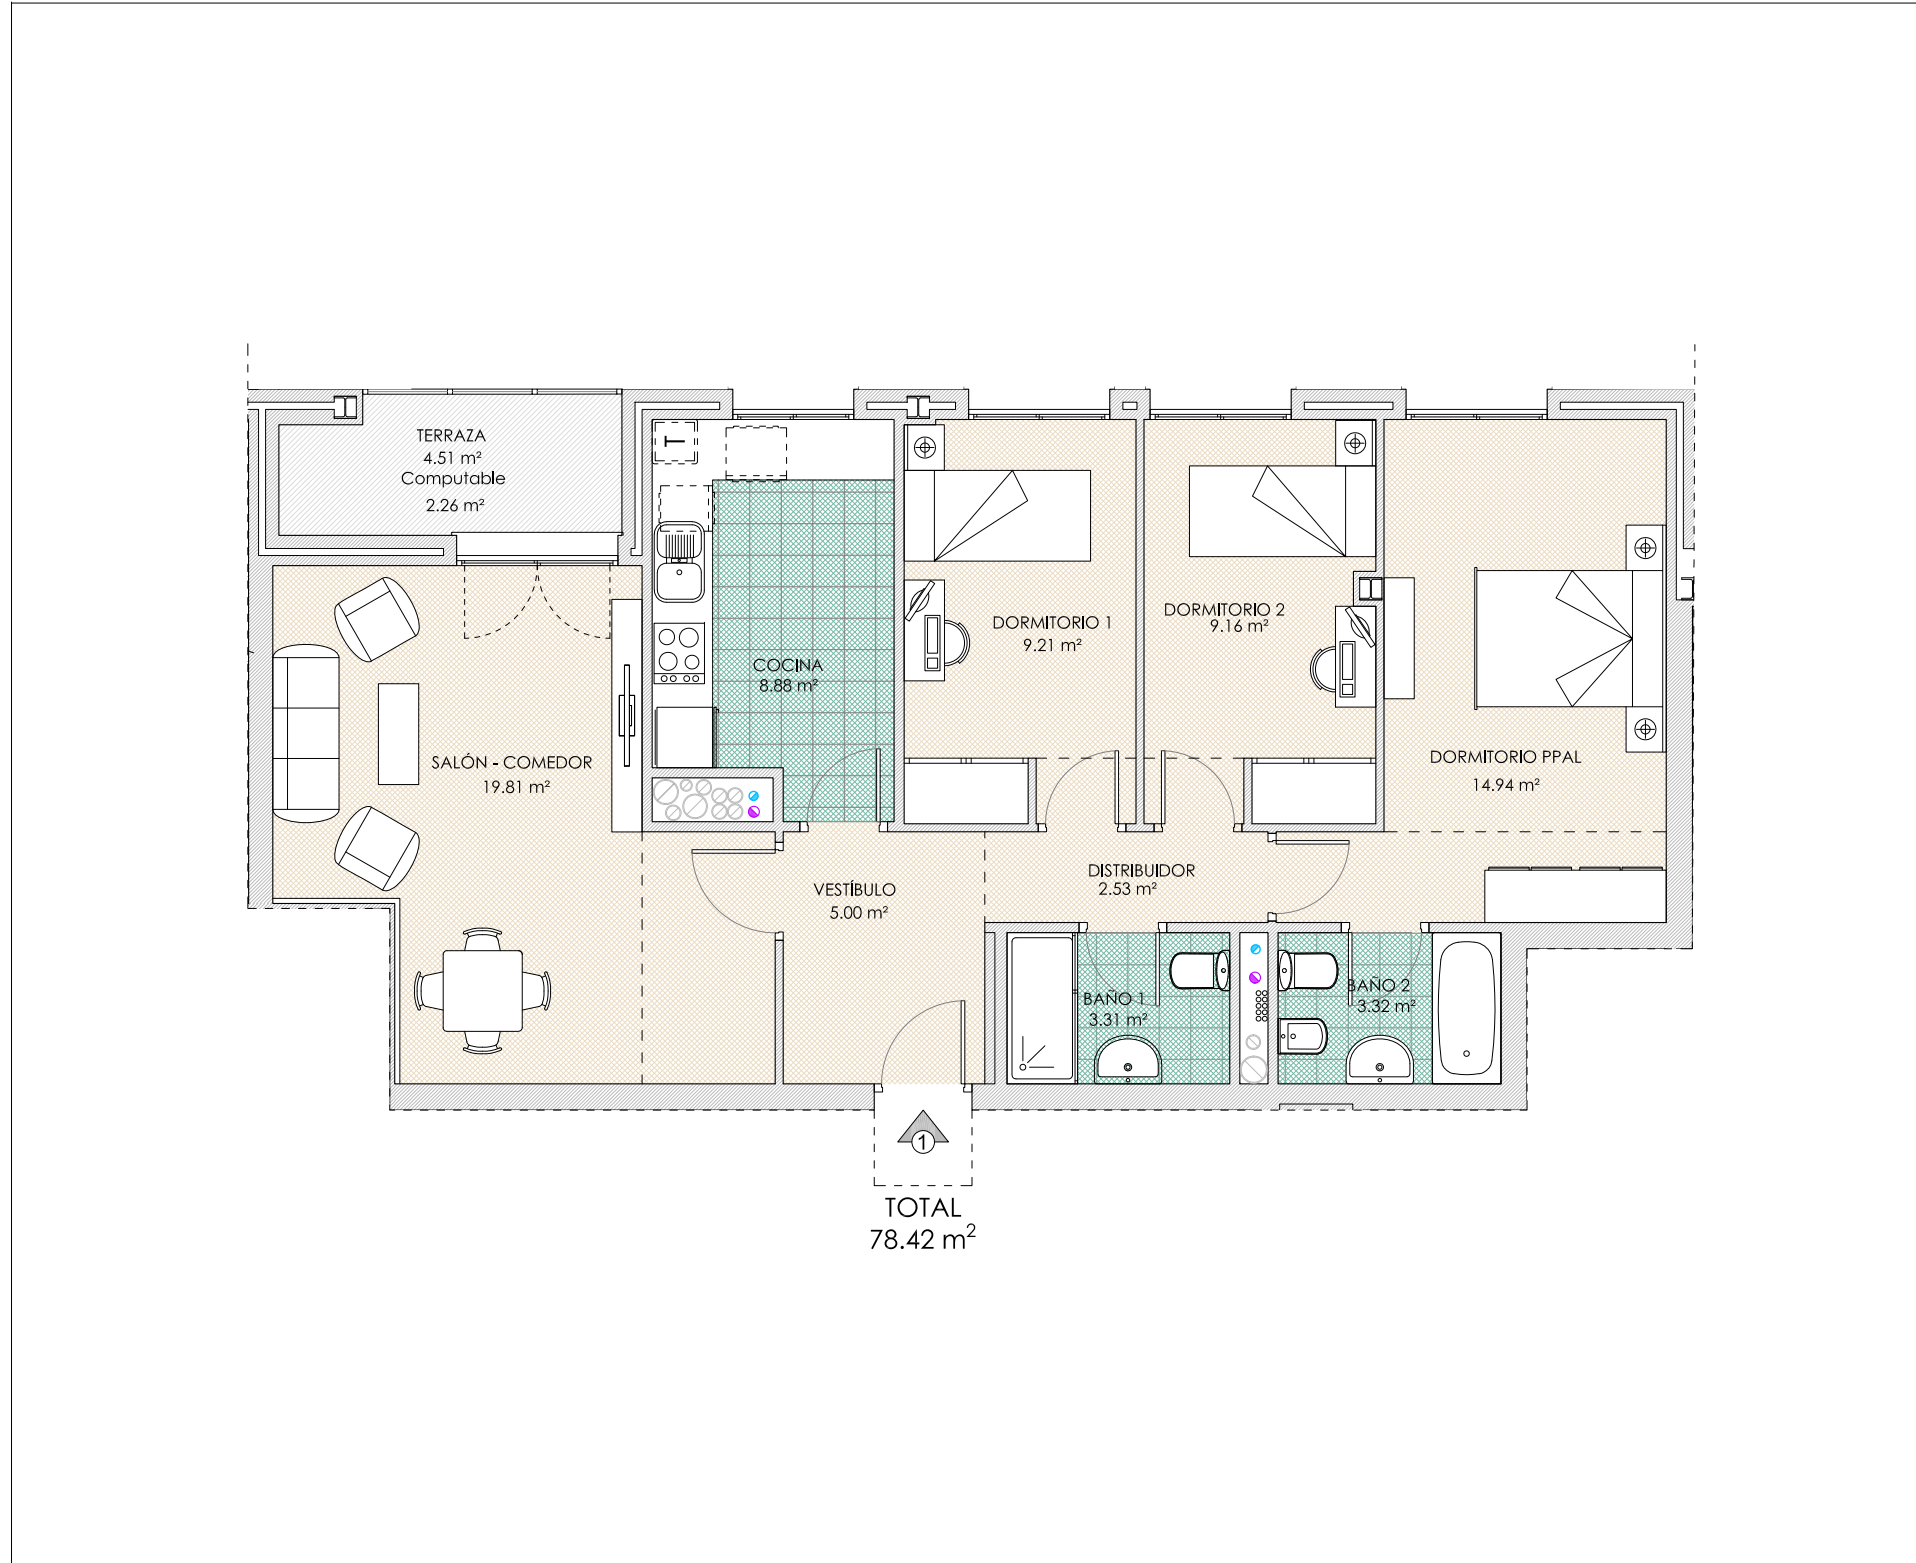 TERRAZA
4.51 m²
Computable
2.26 m²
T
COCINA
8.88 m²
DORMITORIO 1
9.21 m²
DORMITORIO 2
9.16 m²
DORMITORIO PPAL
14.94 m²
SALÓN - COMEDOR
19.81 m²
VESTÍBULO
5.00 m²
DISTRIBUIDOR
2.53 m²
BAÑO 1
3.31 m²
BAÑO 2
3.32 m²
1
TOTAL
78.42 m²